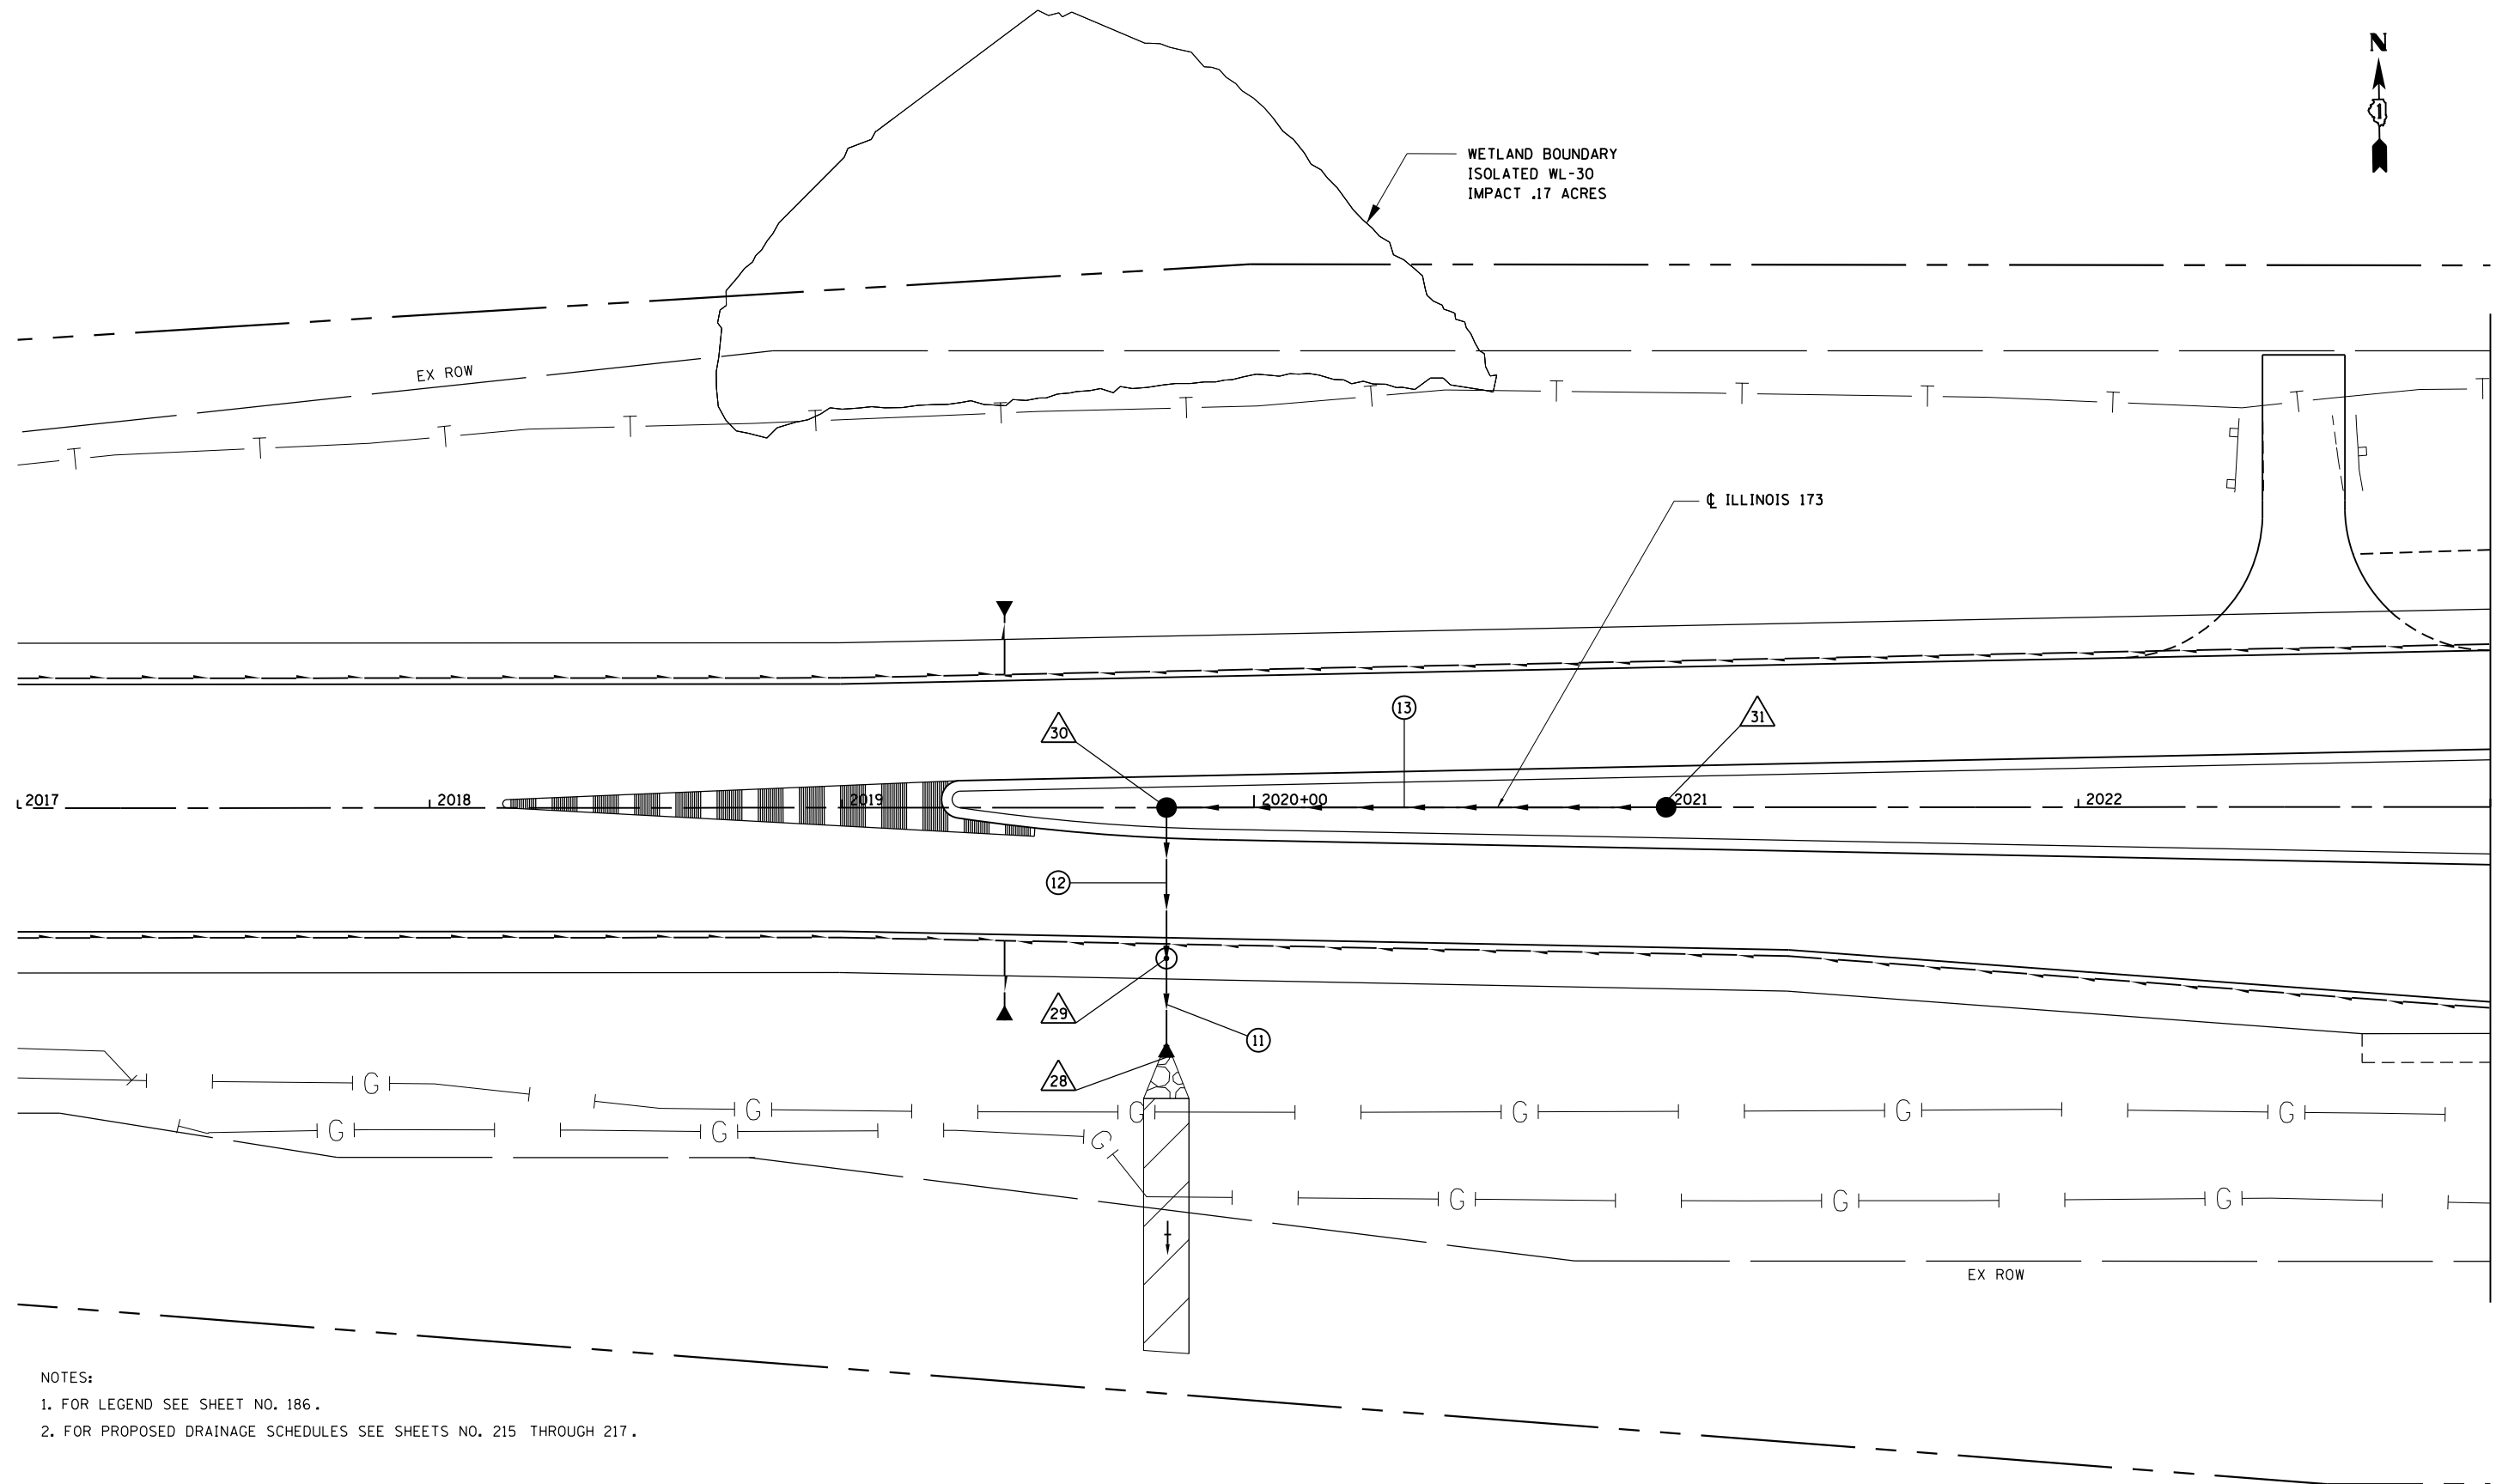 N
1
WETLAND BOUNDARY
ISOLATED WL-30
IMPACT .17 ACRES
EX ROW
T T T T T T T T T T T T T T
℄ ILLINOIS 173
13
31
30
2017
2018
2019
2020+00
2021
2022
12
29
11
28
G G G G G G
G G G
G G G
EX ROW
NOTES:
1. FOR LEGEND SEE SHEET NO. 186.
2. FOR PROPOSED DRAINAGE SCHEDULES SEE SHEETS NO. 215 THROUGH 217.